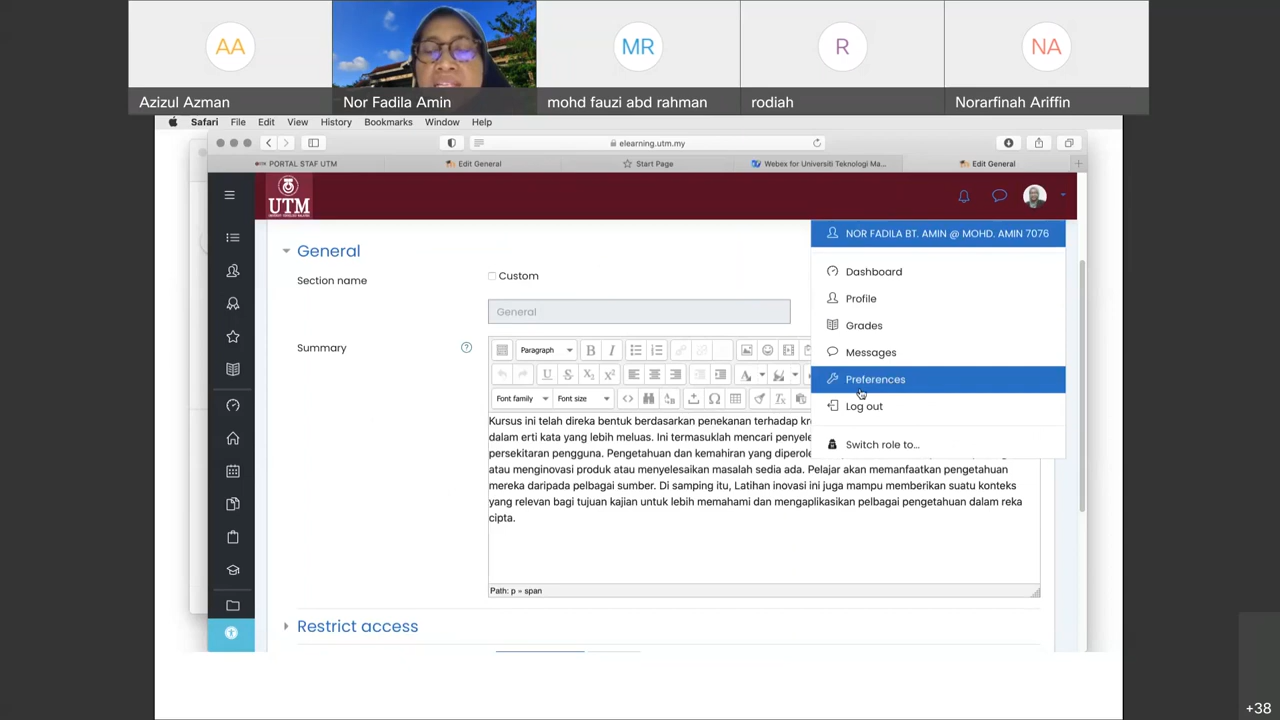 AA
MR
R
NA
Azizul Azman
Nor Fadila Amin
mohd fauzi abd rahman
rodiah
Norarfinah Ariffin
Safari File Edit View History Bookmarks Window Help
elearning.utm.my
PORTAL STAF UTM
Edit General
Start Page
Webex for Universiti Teknologi Ma...
Edit General
UTM
NOR FADILA BT. AMIN @ MOHD. AMIN 7076
Dashboard
Profile
Grades
Messages
Preferences
Log out
Switch role to...
General
Section name
Custom
General
Summary
Paragraph
Font family
Font size
Kursus ini telah direka bentuk berdasarkan penekanan terhadap kr
dalam erti kata yang lebih meluas. Ini termasuklah mencari penyele
persekitaran pengguna. Pengetahuan dan kemahiran yang diperole
atau menginovasi produk atau menyelesaikan masalah sedia ada. Pelajar akan memanfaatkan pengetahuan
mereka daripada pelbagai sumber. Di samping itu, Latihan inovasi ini juga mampu memberikan suatu konteks
yang relevan bagi tujuan kajian untuk lebih memahami dan mengaplikasikan pelbagai pengetahuan dalam reka
cipta.
Path: p » span
Restrict access
+38